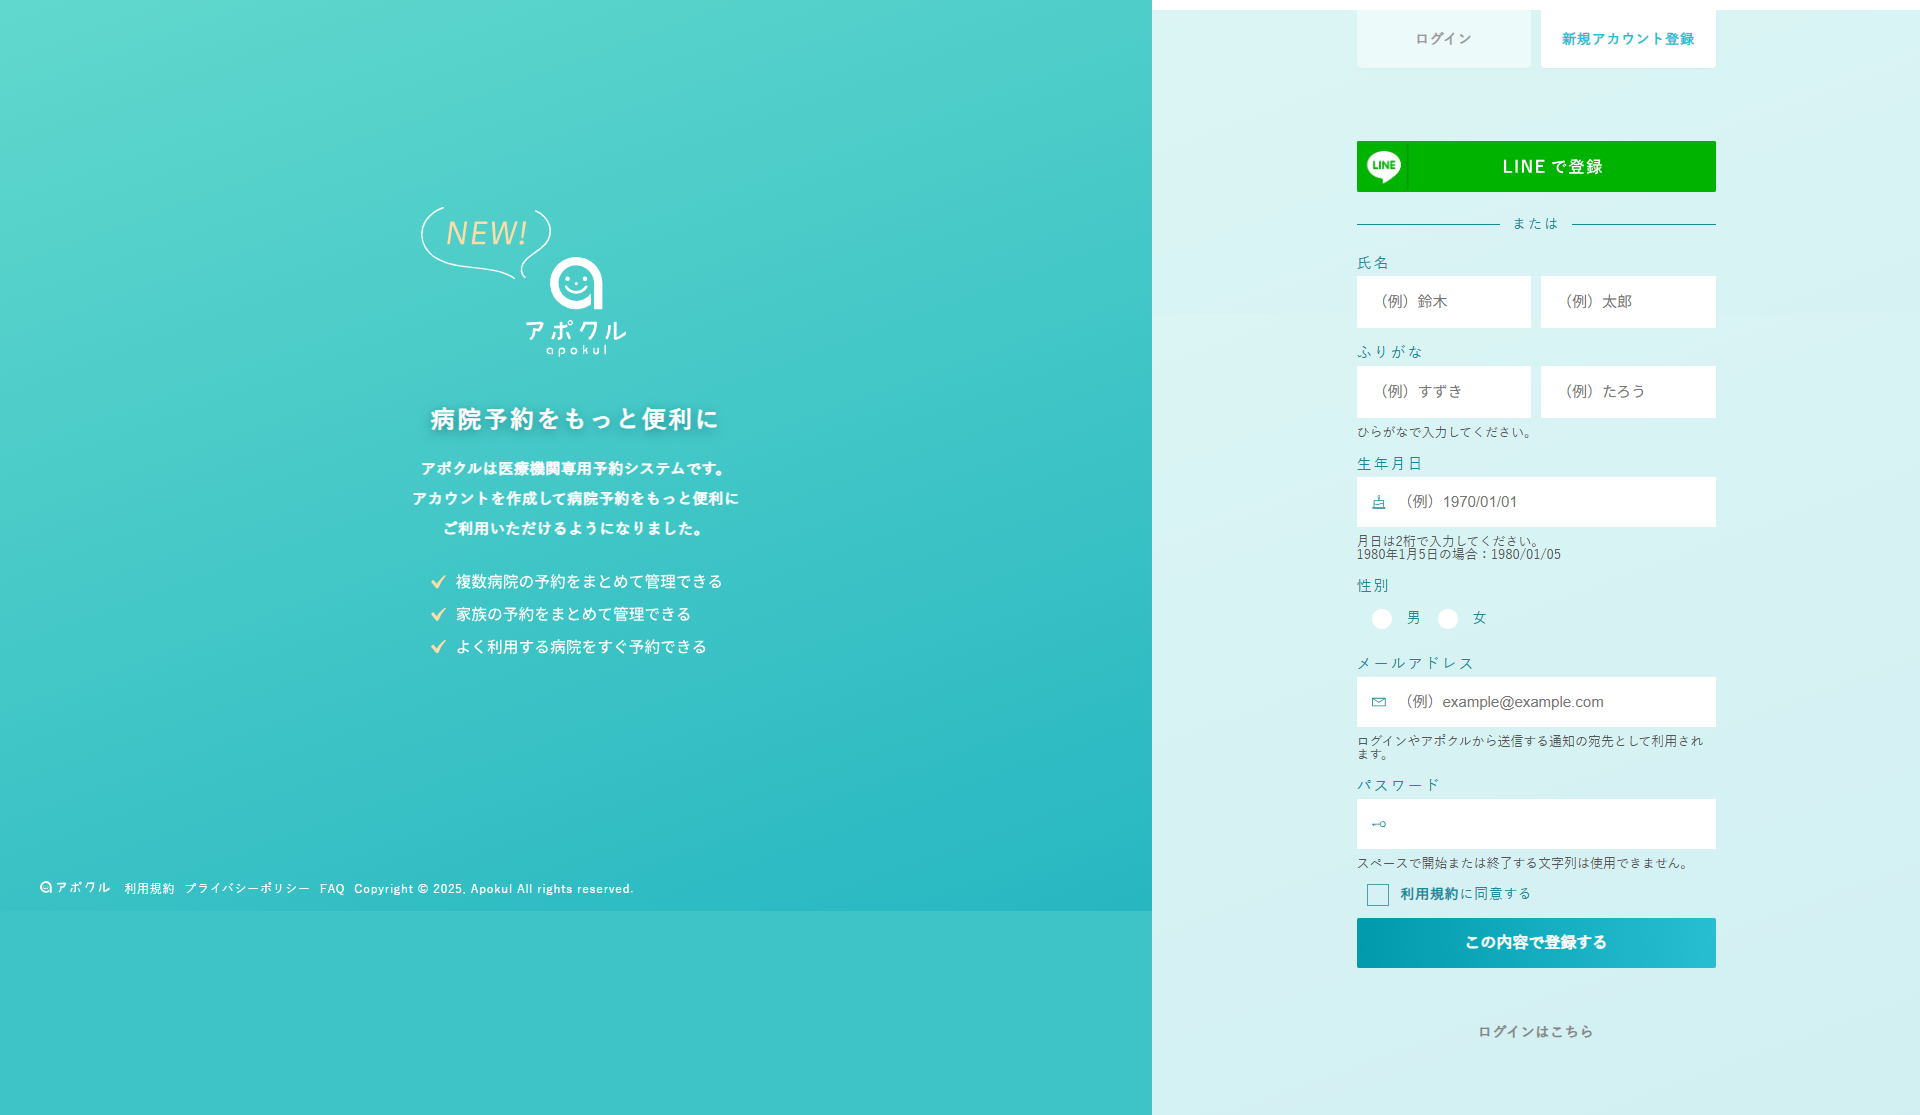 NEW!
アポクル
apokul
病院予約をもっと便利に
アポクルは医療機関専用予約システムです。
アカウントを作成して病院予約をもっと便利に
ご利用いただけるようになりました。
複数病院の予約をまとめて管理できる
家族の予約をまとめて管理できる
よく利用する病院をすぐ予約できる
アポクル 利用規約 プライバシーポリシー FAQ Copyright © 2025, Apokul All rights reserved.
ログイン 新規アカウント登録
LINE LINE で登録
または
氏名
（例）鈴木 （例）太郎
ふりがな
（例）すずき （例）たろう
ひらがなで入力してください。
生年月日
（例）1970/01/01
月日は2桁で入力してください。
1980年1月5日の場合：1980/01/05
性別
男 女
メールアドレス
（例）example@example.com
ログインやアポクルから送信する通知の宛先として利用され
ます。
パスワード
スペースで開始または終了する文字列は使用できません。
利用規約に同意する
この内容で登録する
ログインはこちら